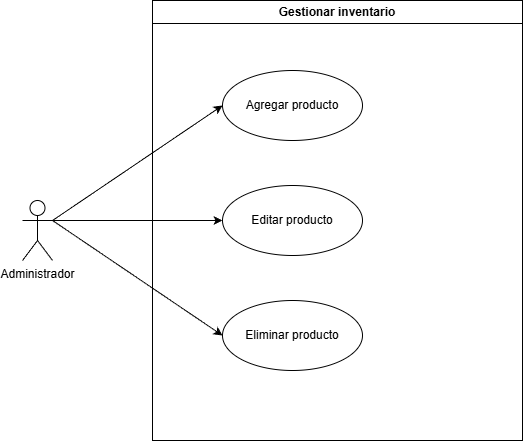 Gestionar inventario
Agregar producto
Editar producto
Administrador
Eliminar producto